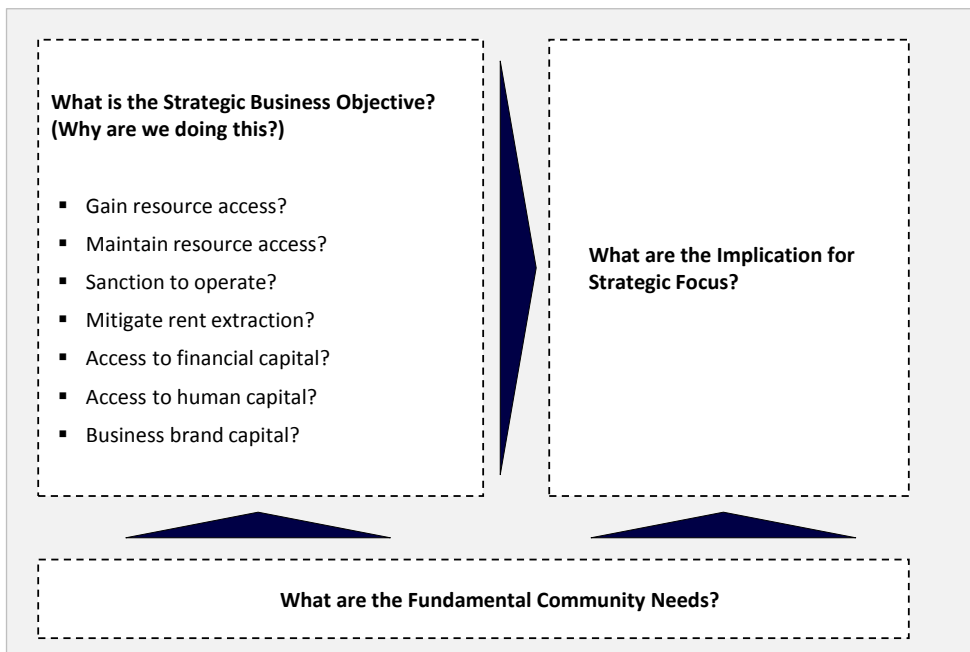 What is the Strategic Business Objective?
(Why are we doing this?)
▪ Gain resource access?
▪ Maintain resource access?
▪ Sanction to operate?
▪ Mitigate rent extraction?
▪ Access to financial capital?
▪ Access to human capital?
▪ Business brand capital?
What are the Implication for
Strategic Focus?
What are the Fundamental Community Needs?